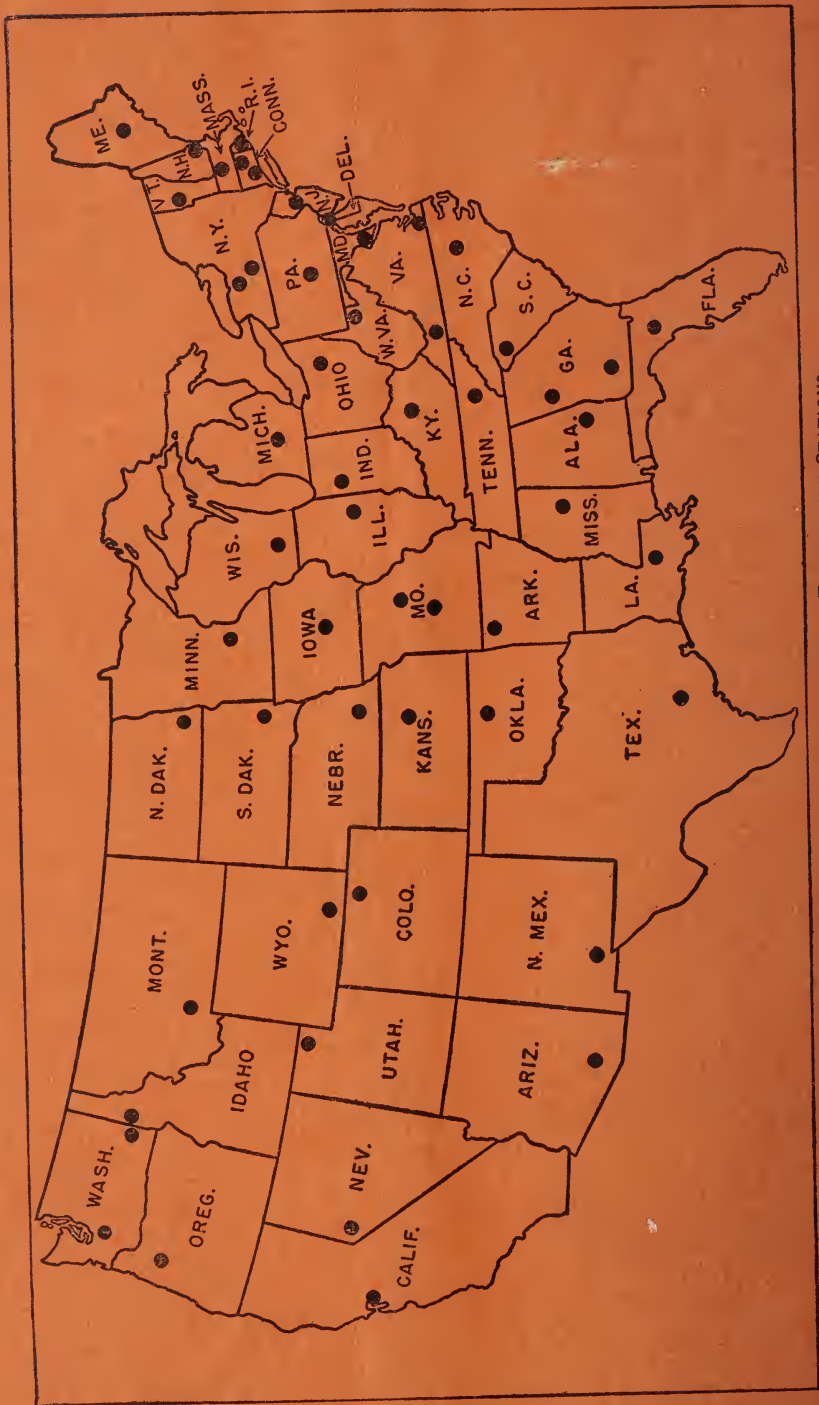 WASH.
OREG.
CALIF.
NEV.
IDAHO
MONT.
WYO.
UTAH.
ARIZ.
COLO.
N. MEX.
N. DAK.
S. DAK.
NEBR.
KANS.
OKLA.
TEX.
MINN.
IOWA
MO.
ARK.
LA.
WIS.
ILL.
MICH.
IND.
OHIO
KY.
TENN.
MISS.
ALA.
GA.
FLA.
S.C.
N.C.
VA.
W.VA.
MD.
DEL.
PA.
N.J.
N.Y.
VT.
N.H.
ME.
MASS.
R.I.
CONN.